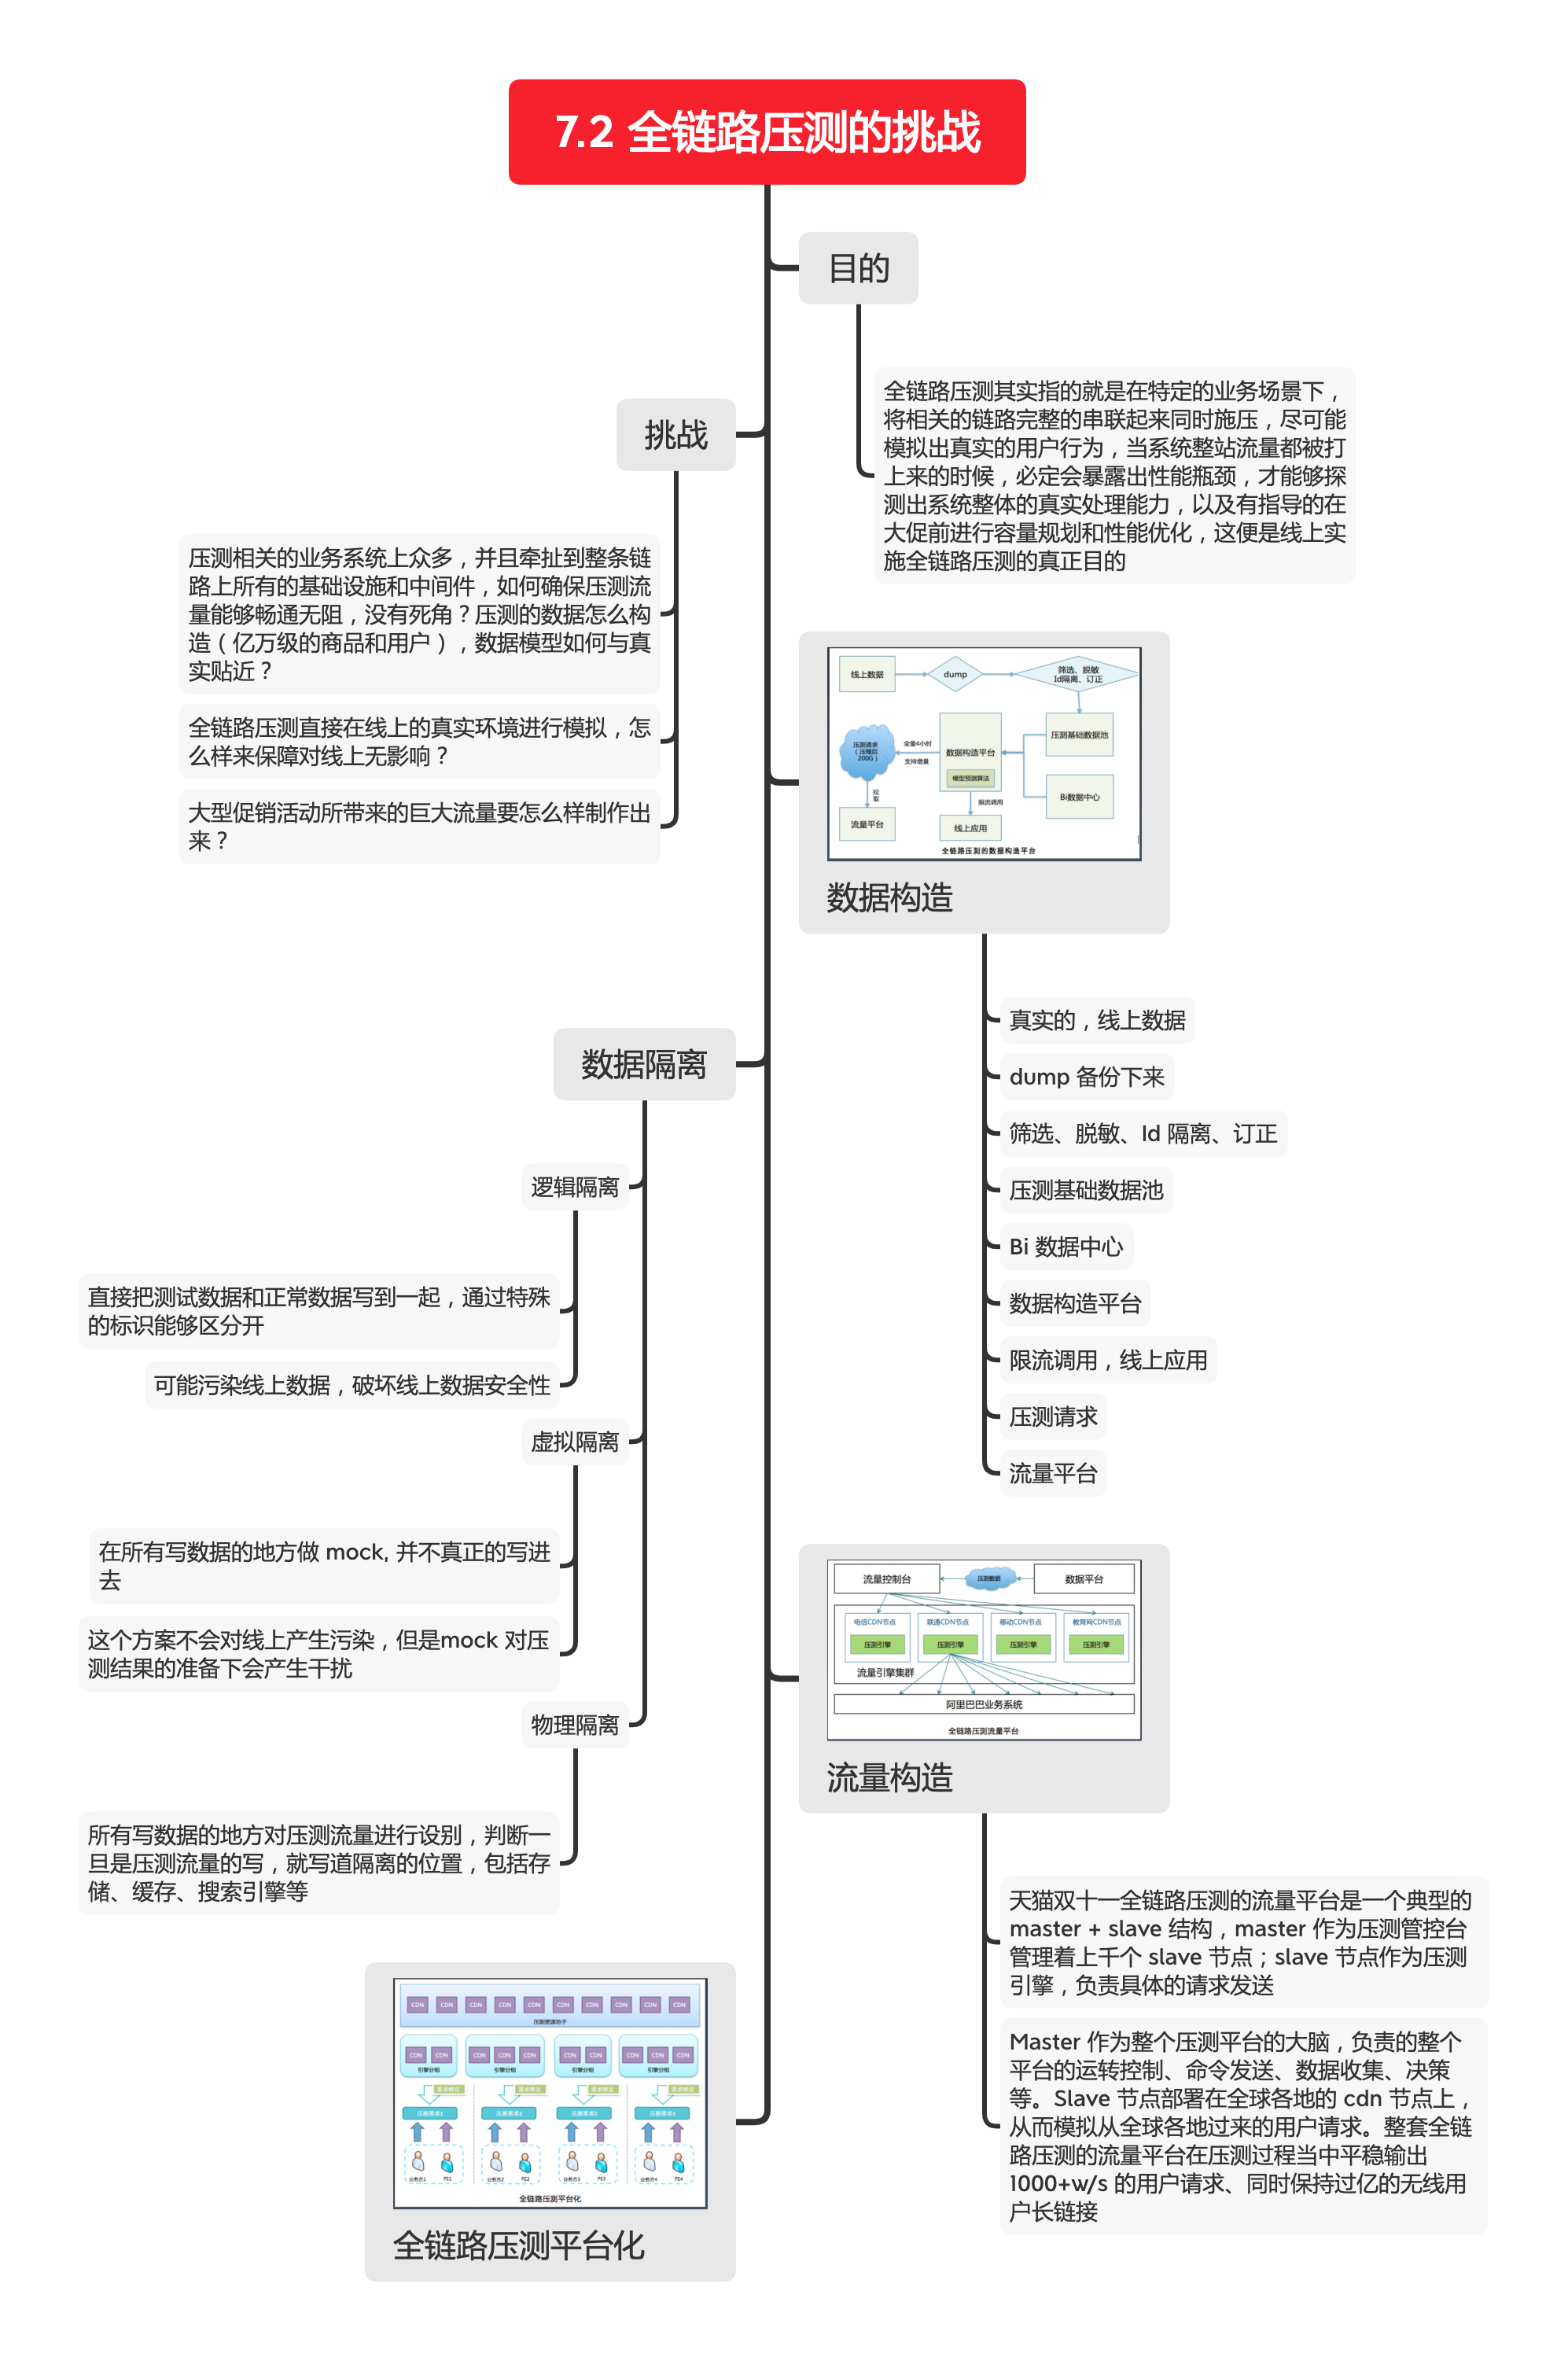 7.2 全链路压测的挑战
目的
全链路压测其实指的就是在特定的业务场景下，
将相关的链路完整的串联起来同时施压，尽可能
模拟出真实的用户行为，当系统整站流量都被打
上来的时候，必定会暴露出性能瓶颈，才能够探
测出系统整体的真实处理能力，以及有指导的在
大促前进行容量规划和性能优化，这便是线上实
施全链路压测的真正目的
挑战
压测相关的业务系统上众多，并且牵扯到整条链
路上所有的基础设施和中间件，如何确保压测流
量能够畅通无阻，没有死角？压测的数据怎么构
造（亿万级的商品和用户），数据模型如何与真
实贴近？
全链路压测直接在线上的真实环境进行模拟，怎
么样来保障对线上无影响？
大型促销活动所带来的巨大流量要怎么样制作出
来？
线上数据
dump
筛选、脱敏
Id隔离、订正
压测请求
（压缩后
200G）
全量4小时
支持增量
数据构造平台
模型预测算法
压测基础数据池
Bi数据中心
拉
取
限流调用
流量平台
线上应用
全链路压测的数据构造平台
数据构造
真实的，线上数据
dump 备份下来
筛选、脱敏、Id 隔离、订正
压测基础数据池
Bi 数据中心
数据构造平台
限流调用，线上应用
压测请求
流量平台
数据隔离
逻辑隔离
直接把测试数据和正常数据写到一起，通过特殊
的标识能够区分开
可能污染线上数据，破坏线上数据安全性
虚拟隔离
在所有写数据的地方做 mock, 并不真正的写进
去
这个方案不会对线上产生污染，但是mock 对压
测结果的准备下会产生干扰
物理隔离
所有写数据的地方对压测流量进行设别，判断一
旦是压测流量的写，就写道隔离的位置，包括存
储、缓存、搜索引擎等
流量控制台
压测数据
数据平台
电信CDN节点
联通CDN节点
移动CDN节点
教育网CDN节点
压测引擎
压测引擎
压测引擎
压测引擎
流量引擎集群
阿里巴巴业务系统
全链路压测流量平台
流量构造
天猫双十一全链路压测的流量平台是一个典型的
master + slave 结构，master 作为压测管控台
管理着上千个 slave 节点；slave 节点作为压测
引擎，负责具体的请求发送
Master 作为整个压测平台的大脑，负责的整个
平台的运转控制、命令发送、数据收集、决策
等。Slave 节点部署在全球各地的 cdn 节点上，
从而模拟从全球各地过来的用户请求。整套全链
路压测的流量平台在压测过程当中平稳输出
1000+w/s 的用户请求、同时保持过亿的无线用
户长链接
CDN CDN CDN CDN CDN CDN CDN CDN CDN CDN
压测资源池子
CDN CDN CDN CDN CDN CDN CDN CDN CDN CDN
引擎分组 引擎分组 引擎分组 引擎分组
需求绑定 需求绑定 需求绑定 需求绑定
压测需求1 压测需求2 压测需求3 压测需求4
业务方1 PE1 业务方2 PE2 业务方3 PE3 业务方4 PE4
全链路压测平台化
全链路压测平台化